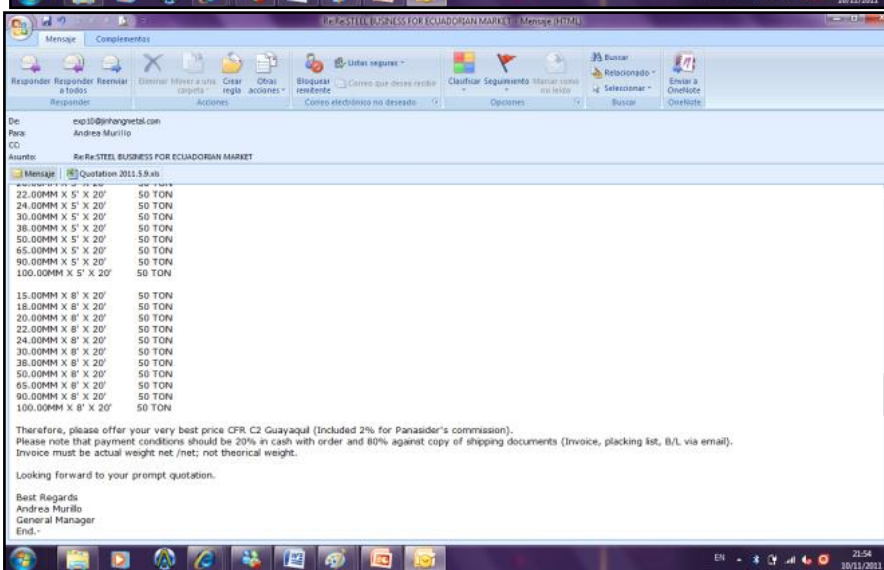 10/11/2011
Re:Re:STEEL BUSINESS FOR ECUADORIAN MARKET - Mensaje (HTML)
Mensaje Complementos
Responder Responder a todos Reenviar
Eliminar Mover a una carpeta Crear regla Otras acciones
Bloquear remitente Listas seguras Correo que desea recibir
Clasificar Seguimiento Marcar como no leído
Buscar Relacionado Seleccionar
Enviar a OneNote
Responder Acciones Correo electrónico no deseado Opciones Buscar OneNote
De: exp10@jinhangmetal.com
Para: Andrea Murillo
CC:
Asunto: Re:Re:STEEL BUSINESS FOR ECUADORIAN MARKET
Mensaje Quotation 2011.5.9.xls
22.00MM X 5' X 20' 50 TON
24.00MM X 5' X 20' 50 TON
30.00MM X 5' X 20' 50 TON
38.00MM X 5' X 20' 50 TON
50.00MM X 5' X 20' 50 TON
65.00MM X 5' X 20' 50 TON
90.00MM X 5' X 20' 50 TON
100.00MM X 5' X 20' 50 TON
15.00MM X 8' X 20' 50 TON
18.00MM X 8' X 20' 50 TON
20.00MM X 8' X 20' 50 TON
22.00MM X 8' X 20' 50 TON
24.00MM X 8' X 20' 50 TON
30.00MM X 8' X 20' 50 TON
38.00MM X 8' X 20' 50 TON
50.00MM X 8' X 20' 50 TON
65.00MM X 8' X 20' 50 TON
90.00MM X 8' X 20' 50 TON
100.00MM X 8' X 20' 50 TON
Therefore, please offer your very best price CFR C2 Guayaquil (Included 2% for Panasider's commission).
Please note that payment conditions should be 20% in cash with order and 80% against copy of shipping documents (Invoice, placking list, B/L via email).
Invoice must be actual weight net /net; not theorical weight.
Looking forward to your prompt quotation.
Best Regards
Andrea Murillo
General Manager
End.-
EN 21:54
10/11/2011